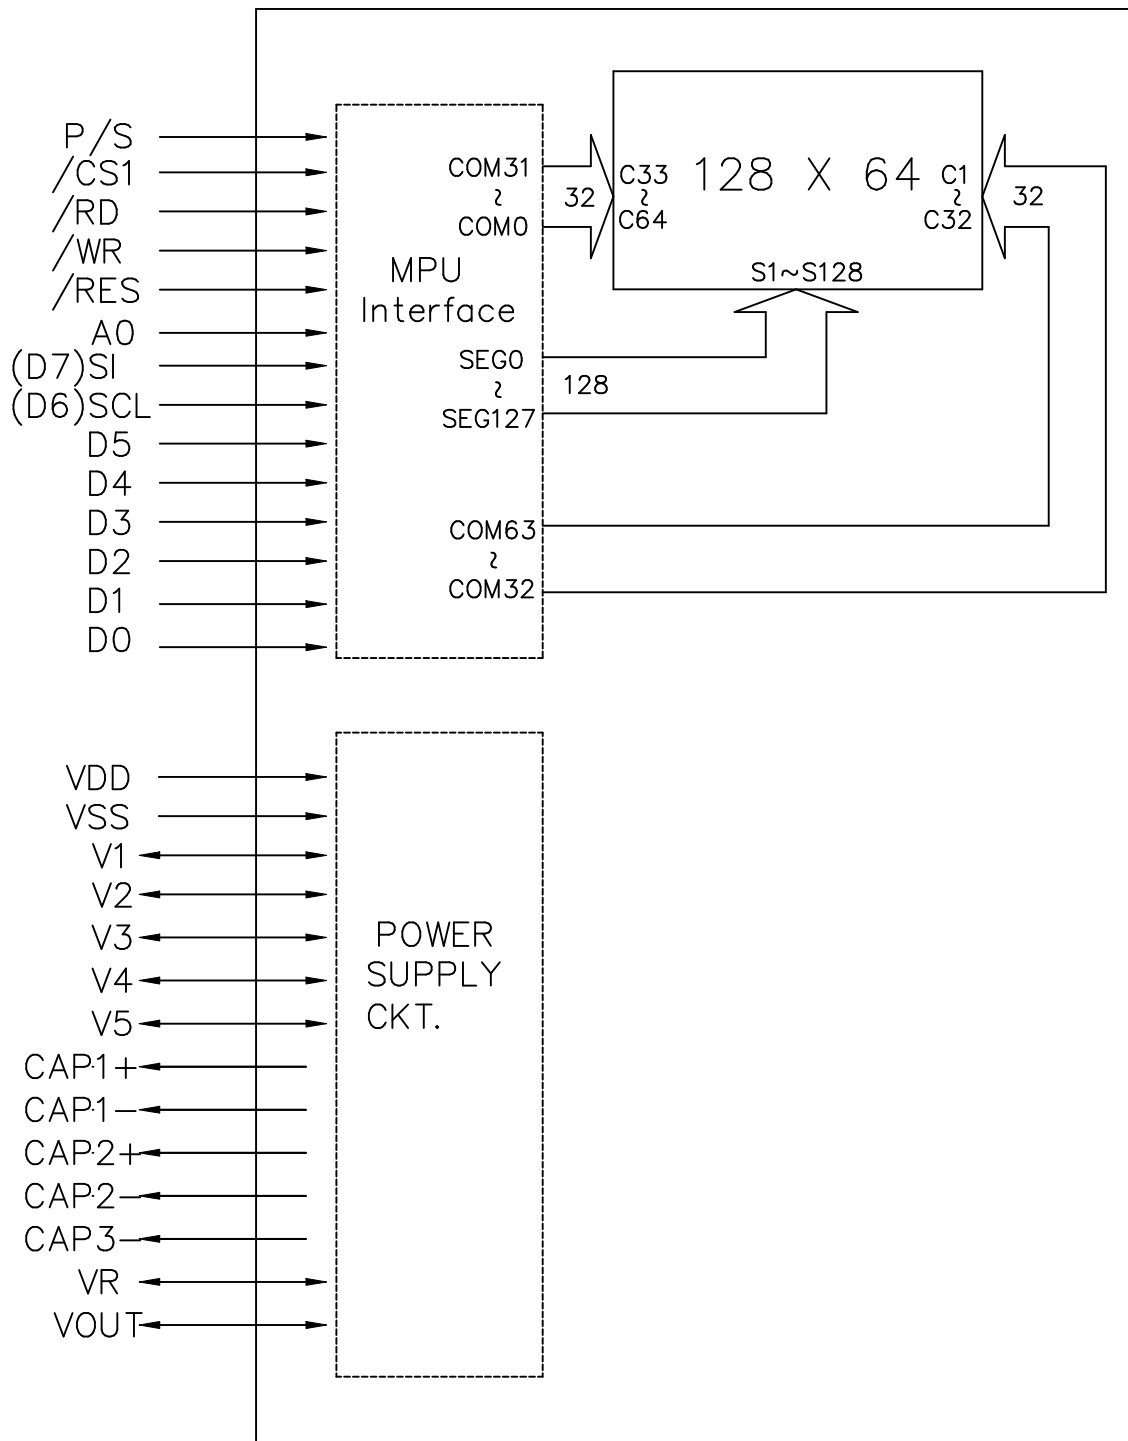 P/S
/CS1
/RD
/WR
/RES
A0
(D7)SI
(D6)SCL
D5
D4
D3
D2
D1
D0
MPU
Interface
COM31
~
COM0
32
C33
~
C64
128 X 64
C1
~
C32
32
S1~S128
SEG0
~
SEG127
128
COM63
~
COM32
VDD
VSS
V1
V2
V3
V4
V5
CAP1+
CAP1-
CAP2+
CAP2-
CAP3-
VR
VOUT
POWER
SUPPLY
CKT.